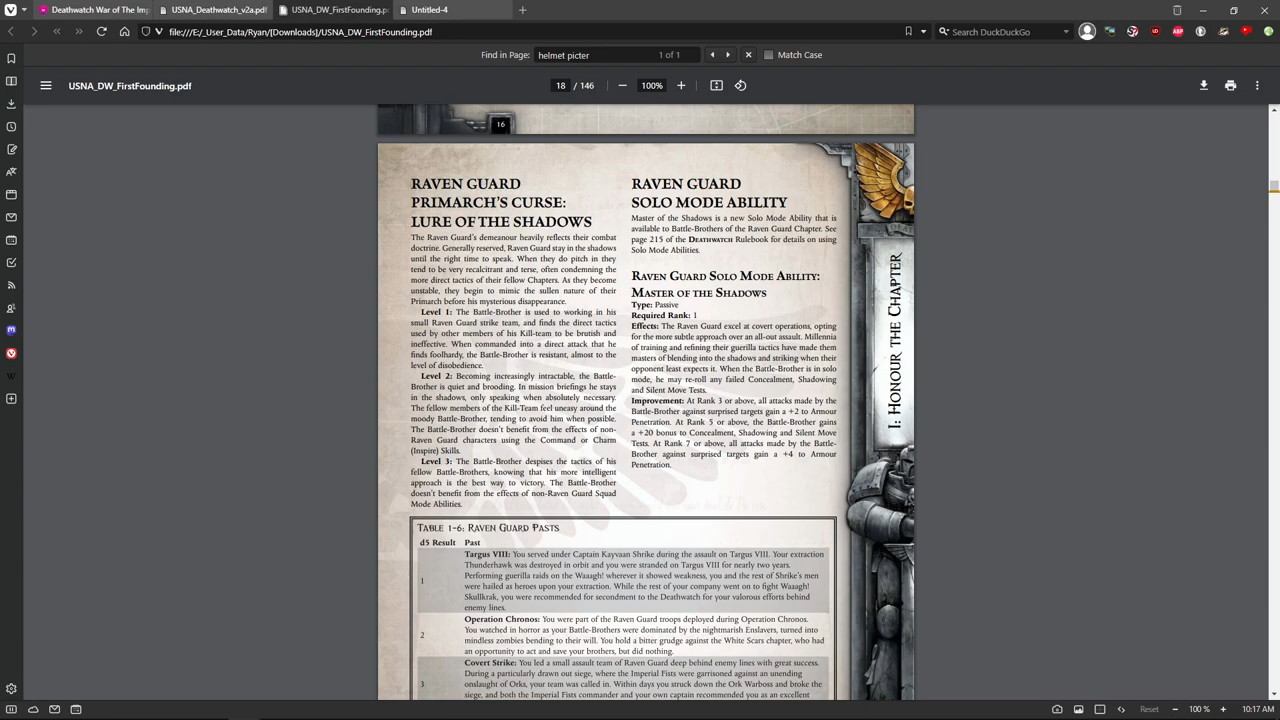 Deathwatch War of The Imp
USNA_Deathwatch_v2a.pdf
USNA_DW_FirstFounding.pd
Untitled-4
file:///E:/_User_Data/Ryan/[Downloads]/USNA_DW_FirstFounding.pdf
Search DuckDuckGo
Find in Page:
helmet picter
1 of 1
Match Case
USNA_DW_FirstFounding.pdf
18 / 146
100%
16
RAVEN GUARD
PRIMARCH'S CURSE:
LURE OF THE SHADOWS
The Raven Guard's demeanour heavily reflects their combat
doctrine. Generally reserved, Raven Guard stay in the shadows
until the right time to speak. When they do pitch in they
tend to be very recalcitrant and terse, often condemning the
more direct tactics of their fellow Chapters. As they become
unstable, they begin to mimic the sullen nature of their
Primarch before his mysterious disappearance.
Level 1: The Battle-Brother is used to working in his
small Raven Guard strike team, and finds the direct tactics
used by other members of his Kill-team to be brutish and
ineffective. When commanded into a direct attack that he
finds foolhardy, the Battle-Brother is resistant, almost to the
level of disobedience.
Level 2: Becoming increasingly intractable, the Battle-
Brother is quiet and brooding. In mission briefings he stays
in the shadows, only speaking when absolutely necessary.
The fellow members of the Kill-Team feel uneasy around the
moody Battle-Brother, tending to avoid him when possible.
The Battle-Brother doesn't benefit from the effects of non-
Raven Guard characters using the Command or Charm
(Inspire) Skills.
Level 3: The Battle-Brother despises the tactics of his
fellow Battle-Brothers, knowing that his more intelligent
approach is the best way to victory. The Battle-Brother
doesn't benefit from the effects of non-Raven Guard Squad
Mode Abilities.
RAVEN GUARD
SOLO MODE ABILITY
Master of the Shadows is a new Solo Mode Ability that is
available to Battle-Brothers of the Raven Guard Chapter. See
page 215 of the DEATHWATCH Rulebook for details on using
Solo Mode Abilities.
RAVEN GUARD SOLO MODE ABILITY:
MASTER OF THE SHADOWS
Type: Passive
Required Rank: 1
Effects: The Raven Guard excel at covert operations, opting
for the more subtle approach over an all-out assault. Millennia
of training and refining their guerilla tactics have made them
masters of blending into the shadows and striking when their
opponent least expects it. When the Battle-Brother is in solo
mode, he may re-roll any failed Concealment, Shadowing
and Silent Move Tests.
Improvement: At Rank 3 or above, all attacks made by the
Battle-Brother against surprised targets gain a +2 to Armour
Penetration. At Rank 5 or above, the Battle-Brother gains
a +20 bonus to Concealment, Shadowing and Silent Move
Tests. At Rank 7 or above, all attacks made by the Battle-
Brother against surprised targets gain a +4 to Armour
Penetration.
I: HONOUR THE CHAPTER
TABLE 1-6: RAVEN GUARD PASTS
d5 Result Past
1
Targus VIII: You served under Captain Kayvaan Shrike during the assault on Targus VIII. Your extraction
Thunderhawk was destroyed in orbit and you were stranded on Targus VIII for nearly two years.
Performing guerilla raids on the Waaagh! wherever it showed weakness, you and the rest of Shrike's men
were hailed as heroes upon your extraction. While the rest of your company went on to fight Waaagh!
Skullkrak, you were recommended for secondment to the Deathwatch for your valorous efforts behind
enemy lines.
2
Operation Chronos: You were part of the Raven Guard troops deployed during Operation Chronos.
You watched in horror as your Battle-Brothers were dominated by the nightmarish Enslavers, turned into
mindless zombies bending to their will. You hold a bitter grudge against the White Scars chapter, who had
an opportunity to act and save your brothers, but did nothing.
3
Covert Strike: You led a small assault team of Raven Guard deep behind enemy lines with great success.
During a particularly drawn out siege, where the Imperial Fists were garrisoned against an unending
onslaught of Orks, your team was called in. Within days you struck down the Ork Warboss and broke the
siege, and both the Imperial Fists commander and your own captain recommended you as an excellent
Reset
100 %
10:17 AM